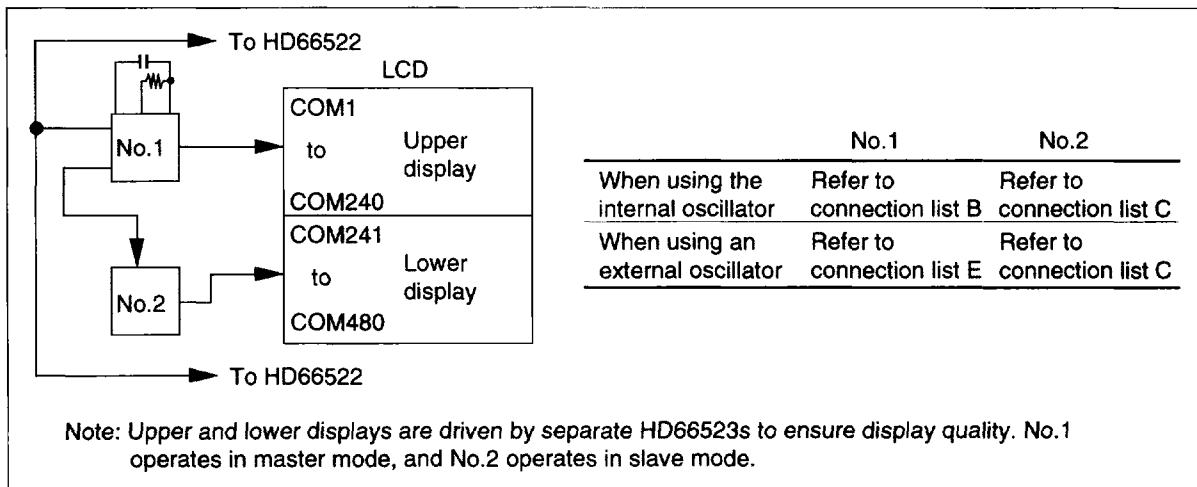 To HD66522
LCD
No.1
COM1
to
COM240
Upper
display
No.2
COM241
to
COM480
Lower
display
To HD66522
No.1 No.2
When using the Refer to Refer to
internal oscillator connection list B connection list C
When using an Refer to Refer to
external oscillator connection list E connection list C
Note: Upper and lower displays are driven by separate HD66523s to ensure display quality. No.1
operates in master mode, and No.2 operates in slave mode.